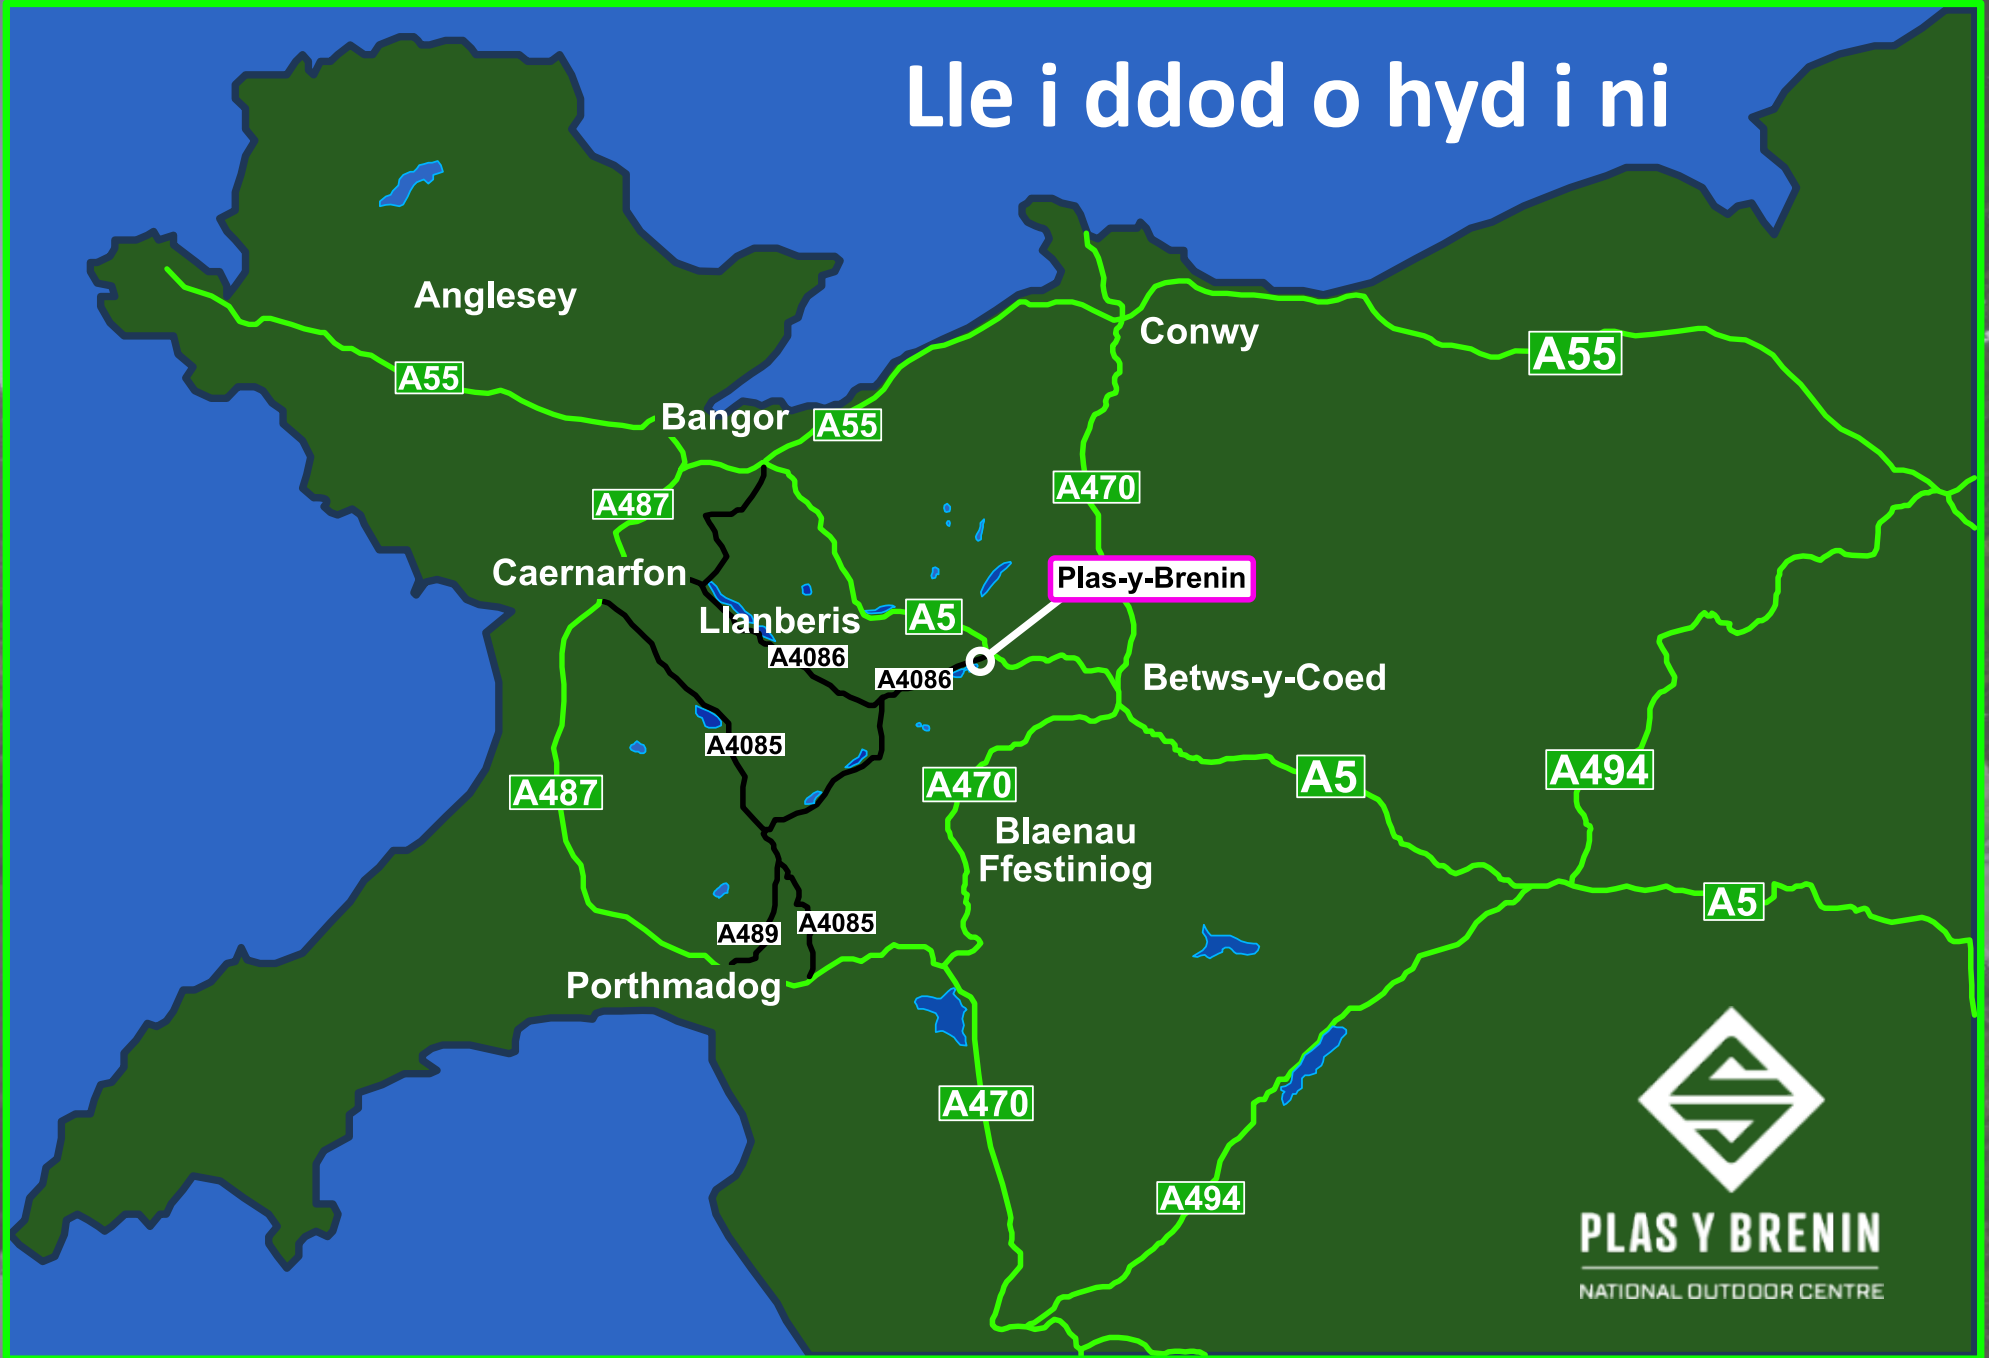 Lle i ddod o hyd i ni
Anglesey
Conwy
A55
A55
Bangor
A55
A470
A487
Caernarfon
Plas-y-Brenin
Llanberis
A5
A4086
A4086
Betws-y-Coed
A4085
A487
A470
A5
A494
Blaenau
Ffestiniog
A5
A489
A4085
Porthmadog
A470
A494
PLAS Y BRENIN
NATIONAL OUTDOOR CENTRE